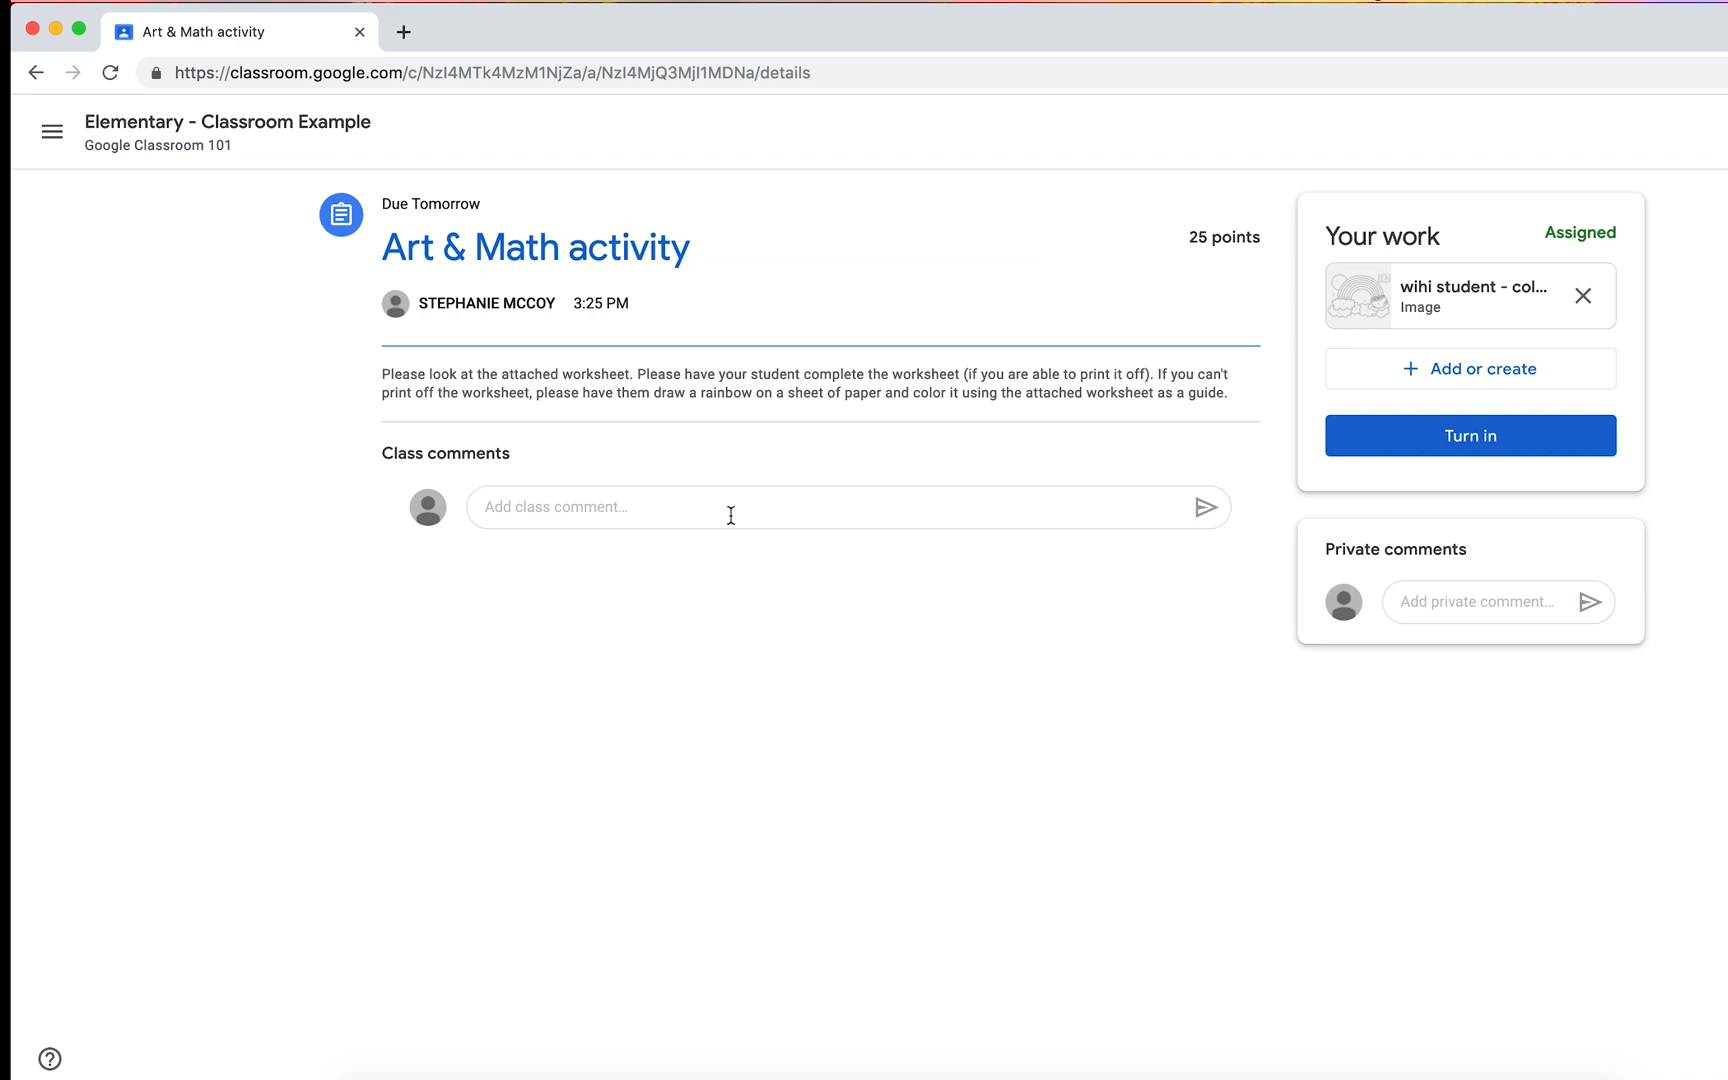 Art & Math activity
https://classroom.google.com/c/NzI4MTk4MzM1NjZa/a/NzI4MjQ3MjI1MDNa/details
Elementary - Classroom Example
Google Classroom 101
Due Tomorrow
Art & Math activity
25 points
STEPHANIE MCCOY 3:25 PM
Please look at the attached worksheet. Please have your student complete the worksheet (if you are able to print it off). If you can't
print off the worksheet, please have them draw a rainbow on a sheet of paper and color it using the attached worksheet as a guide.
Class comments
Add class comment...
Your work
Assigned
wihi student - col...
Image
+ Add or create
Turn in
Private comments
Add private comment...